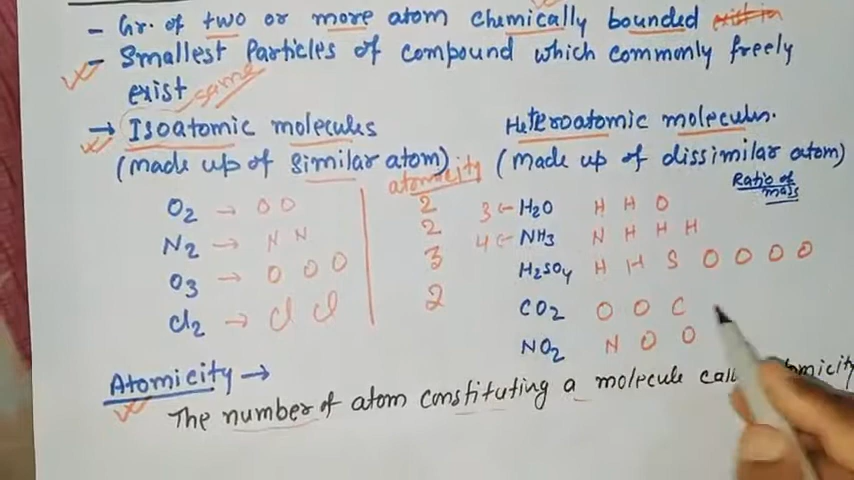 - Gr. of two or more atom chemically bounded
- Smallest Particles of compound which commonly freely
exist same
→ Isoatomic molecules
(made up of similar atom)
Heteroatomic molecules.
(made up of dissimilar atom)
atomicity
Ratio of
mass
O2 → O O 2
N2 → N N 2
O3 → O O O 3
Cl2 → Cl Cl 2
3 ← H2O H H O
4 ← NH3 N H H H
H2SO4 H H S O O O O
CO2 O O C
NO2 N O O
Atomicity →
The number of atom constituting a molecule atomicity